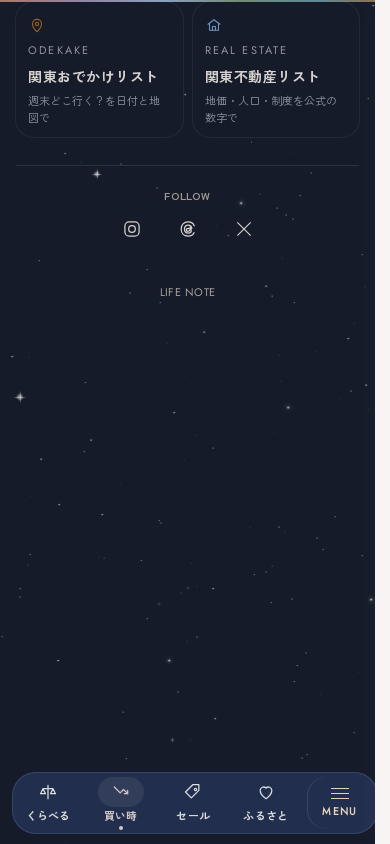 ODEKAKE
関東おでかけリスト
週末どこ行く？を日付と地
図で
REAL ESTATE
関東不動産リスト
地価・人口・制度を公式の
数字で
FOLLOW
LIFE NOTE
くらべる
買い時
セール
ふるさと
MENU